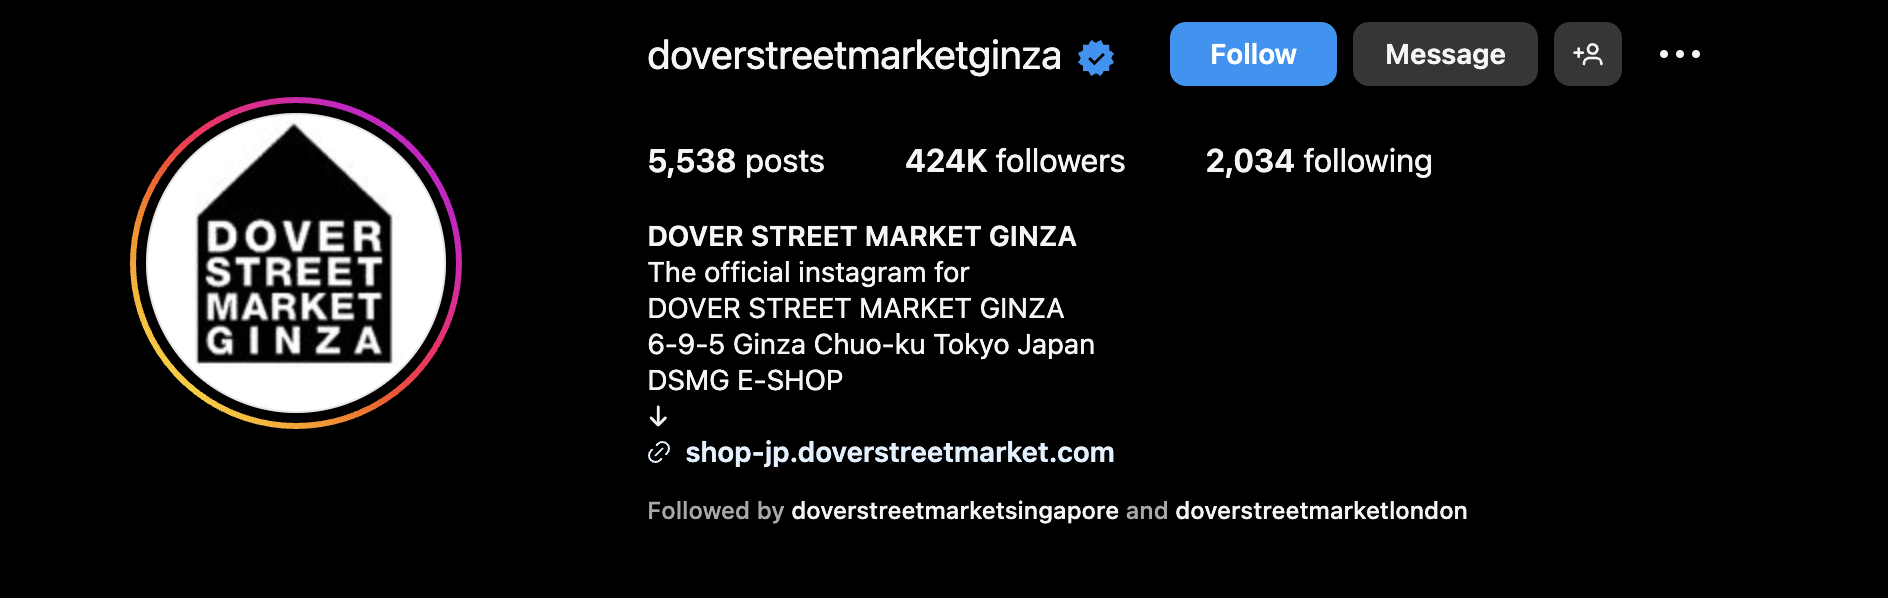 doverstreetmarketginza
Follow
Message
5,538 posts
424K followers
2,034 following
DOVER
STREET
MARKET
GINZA
DOVER STREET MARKET GINZA
The official instagram for
DOVER STREET MARKET GINZA
6-9-5 Ginza Chuo-ku Tokyo Japan
DSMG E-SHOP
↓
shop-jp.doverstreetmarket.com
Followed by doverstreetmarketsingapore and doverstreetmarketlondon